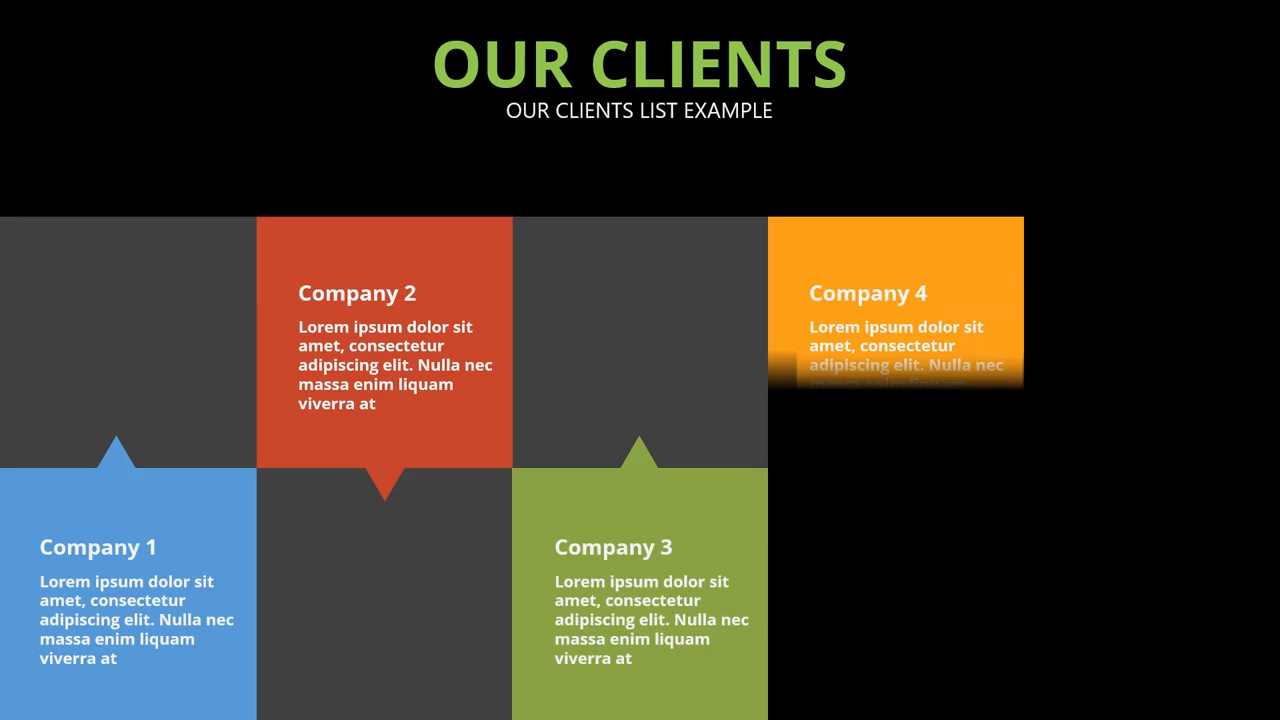 OUR CLIENTS
OUR CLIENTS LIST EXAMPLE
Company 2
Lorem ipsum dolor sit
amet, consectetur
adipiscing elit. Nulla nec
massa enim liquam
viverra at
Company 4
Lorem ipsum dolor sit
amet, consectetur
adipiscing elit. Nulla nec
Company 1
Lorem ipsum dolor sit
amet, consectetur
adipiscing elit. Nulla nec
massa enim liquam
viverra at
Company 3
Lorem ipsum dolor sit
amet, consectetur
adipiscing elit. Nulla nec
massa enim liquam
viverra at